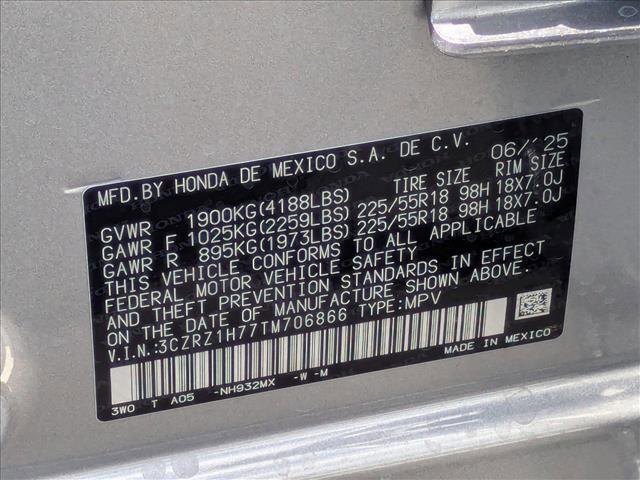 MFD.BY HONDA DE MEXICO S.A. DE C.V. 06/'25
TIRE SIZE RIM SIZE
GVWR 1900KG(4188LBS)
GAWR F 1025KG(2259LBS) 225/55R18 98H 18X7.0J
GAWR R 895KG(1973LBS) 225/55R18 98H 18X7.0J
THIS VEHICLE CONFORMS TO ALL APPLICABLE
FEDERAL MOTOR VEHICLE SAFETY
AND THEFT PREVENTION STANDARDS IN EFFECT
ON THE DATE OF MANUFACTURE SHOWN ABOVE.
V.I.N.:3CZRZ1H77TM706866 TYPE:MPV
MADE IN MEXICO
3W0 T A05 -NH932MX -W -M